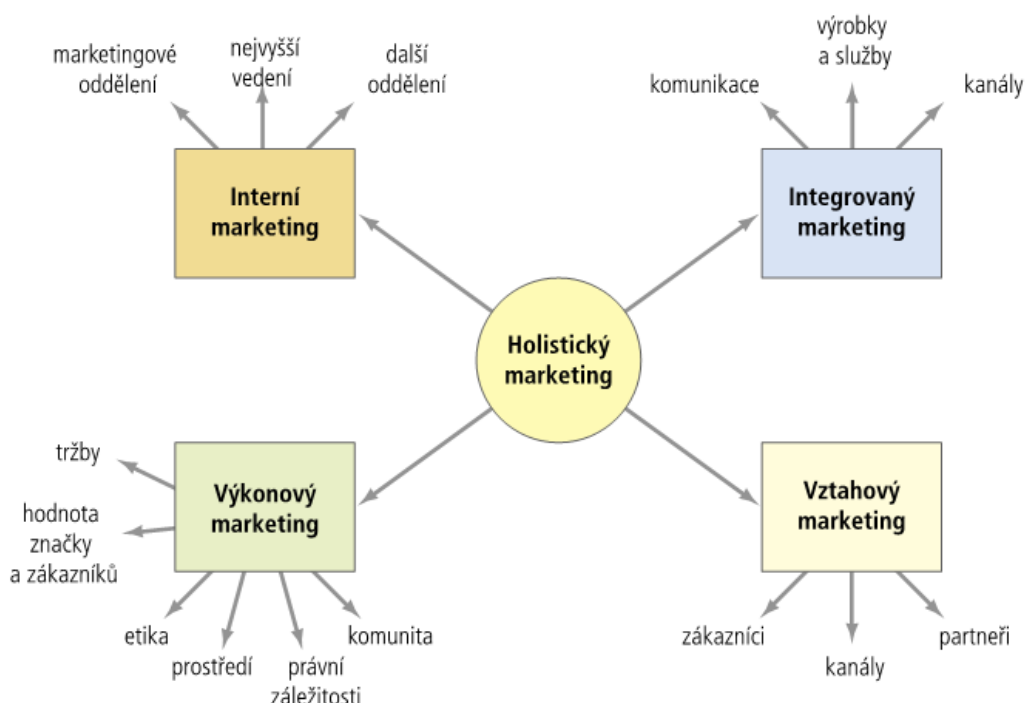 marketingové
oddělení
nejvyšší
vedení
další
oddělení
komunikace
výrobky
a služby
kanály
Interní
marketing
Integrovaný
marketing
Holistický
marketing
tržby
hodnota
značky
a zákazníků
Výkonový
marketing
Vztahový
marketing
etika
prostředí
právní
záležitosti
komunita
zákazníci
kanály
partneři